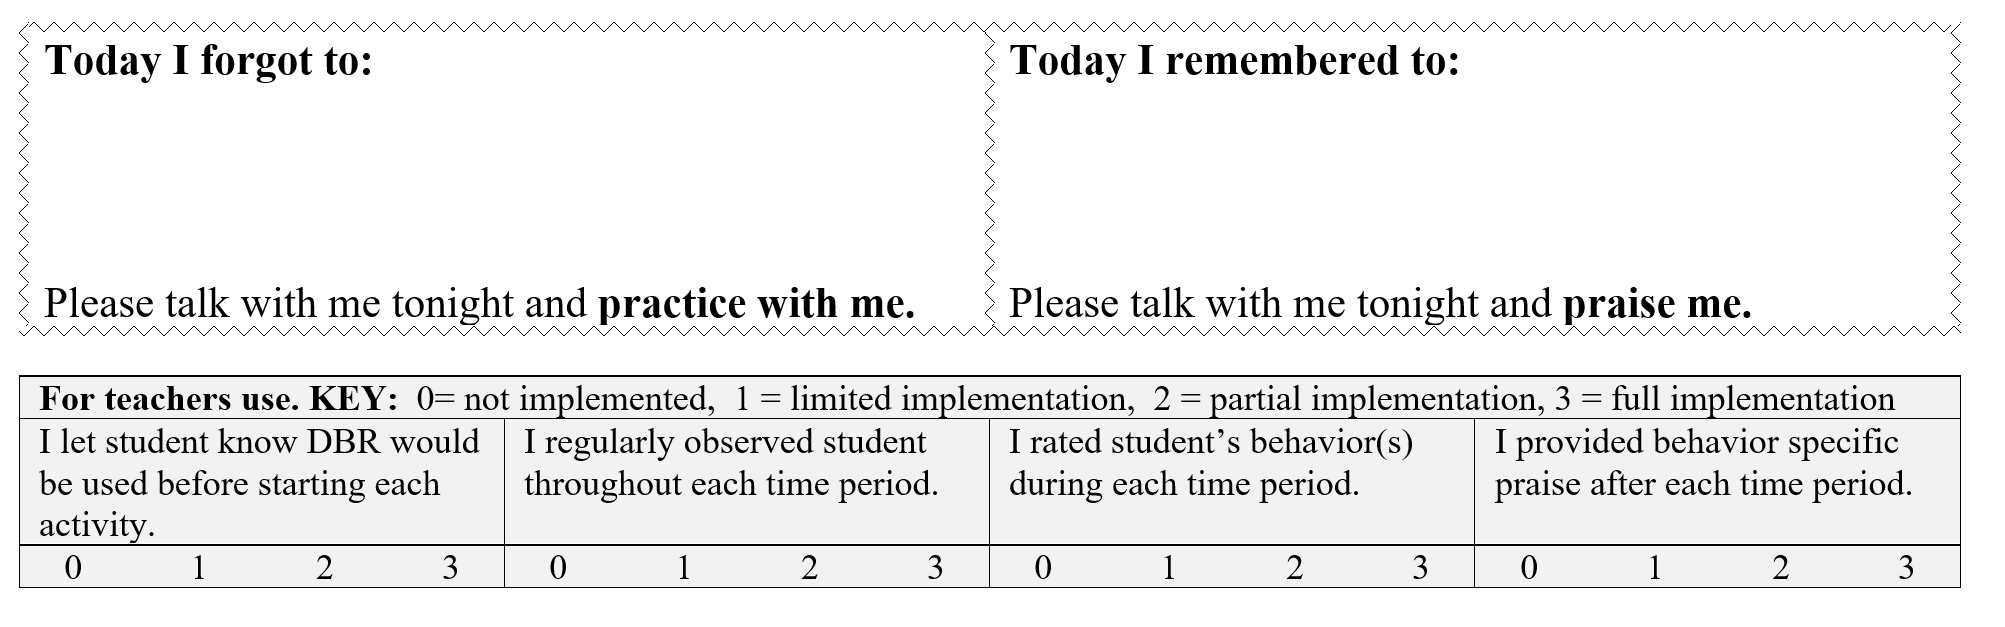 Today I forgot to:
Please talk with me tonight and practice with me.
Today I remembered to:
Please talk with me tonight and praise me.
For teachers use. KEY:  0= not implemented,  1 = limited implementation,  2 = partial implementation, 3 = full implementation
I let student know DBR would
be used before starting each
activity.
I regularly observed student
throughout each time period.
I rated student’s behavior(s)
during each time period.
I provided behavior specific
praise after each time period.
0 1 2 3 0 1 2 3 0 1 2 3 0 1 2 3